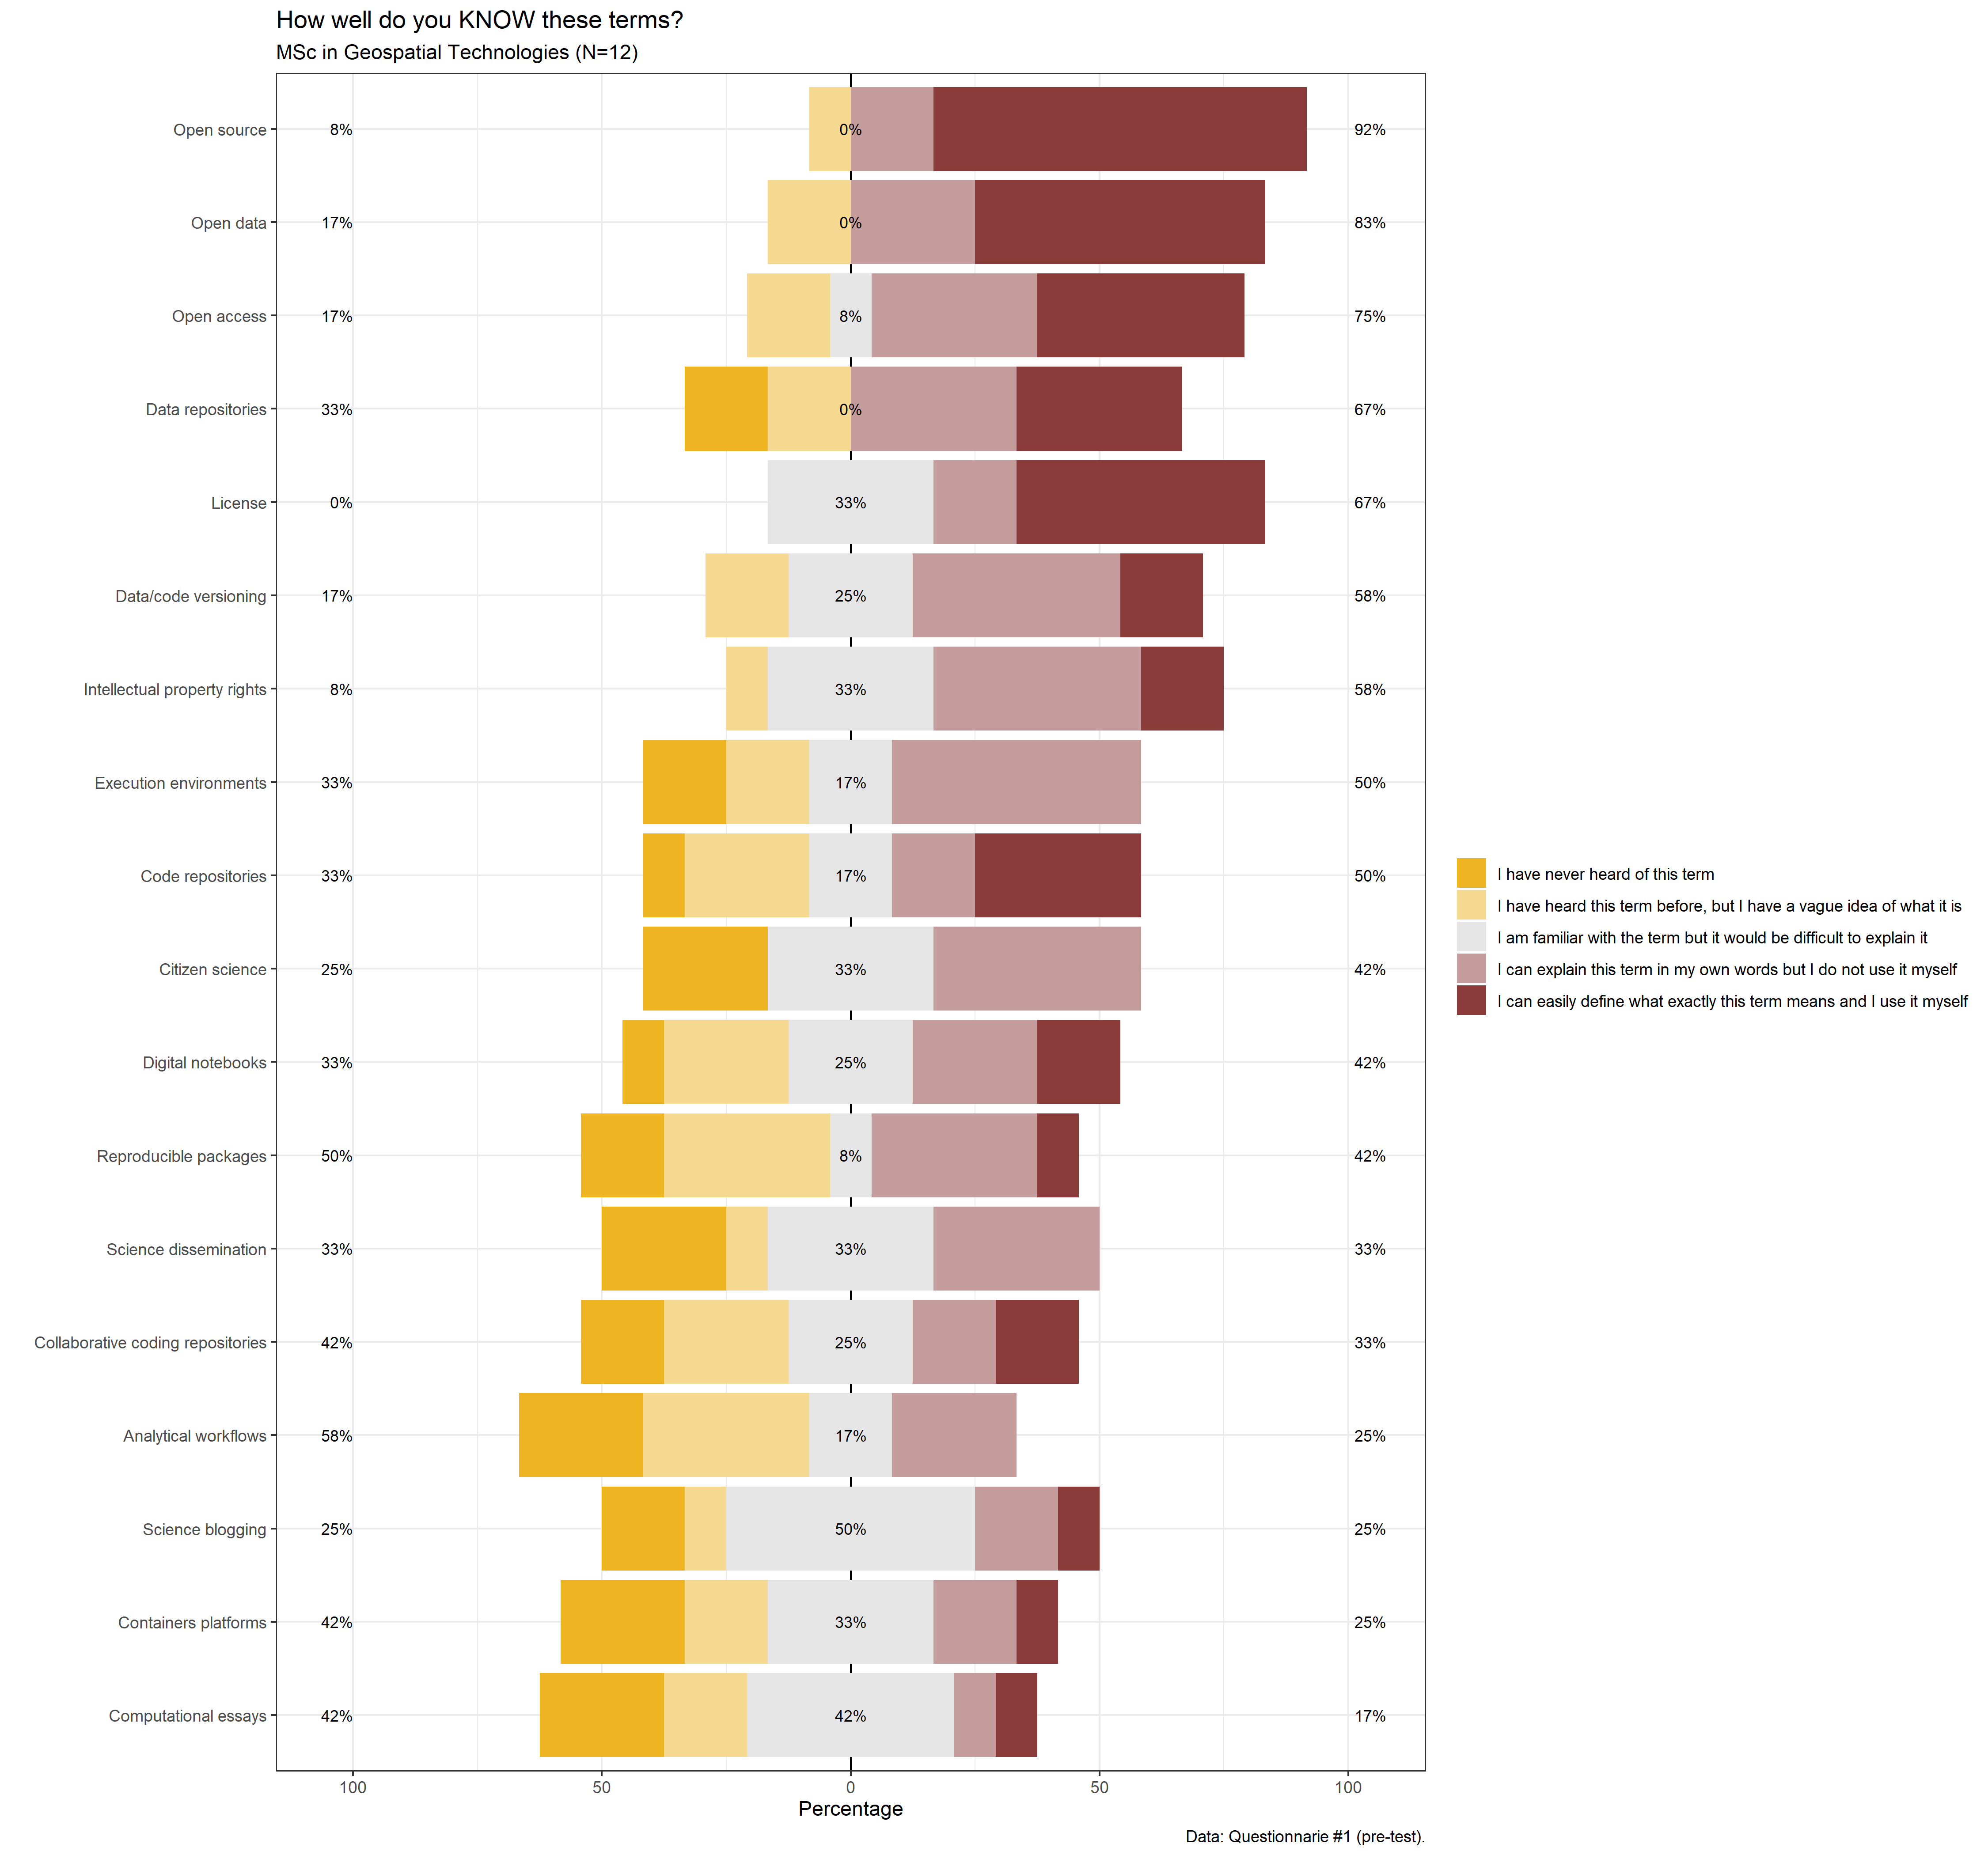 How well do you KNOW these terms?
MSc in Geospatial Technologies (N=12)
Open source 8% 0% 92%
Open data 17% 0% 83%
Open access 17% 8% 75%
Data repositories 33% 0% 67%
License 0% 33% 67%
Data/code versioning 17% 25% 58%
Intellectual property rights 8% 33% 58%
Execution environments 33% 17% 50%
Code repositories 33% 17% 50%
Citizen science 25% 33% 42%
Digital notebooks 33% 25% 42%
Reproducible packages 50% 8% 42%
Science dissemination 33% 33% 33%
Collaborative coding repositories 42% 25% 33%
Analytical workflows 58% 17% 25%
Science blogging 25% 50% 25%
Containers platforms 42% 33% 25%
Computational essays 42% 42% 17%
100 50 0 50 100
Percentage
Data: Questionnarie #1 (pre-test).
I have never heard of this term
I have heard this term before, but I have a vague idea of what it is
I am familiar with the term but it would be difficult to explain it
I can explain this term in my own words but I do not use it myself
I can easily define what exactly this term means and I use it myself